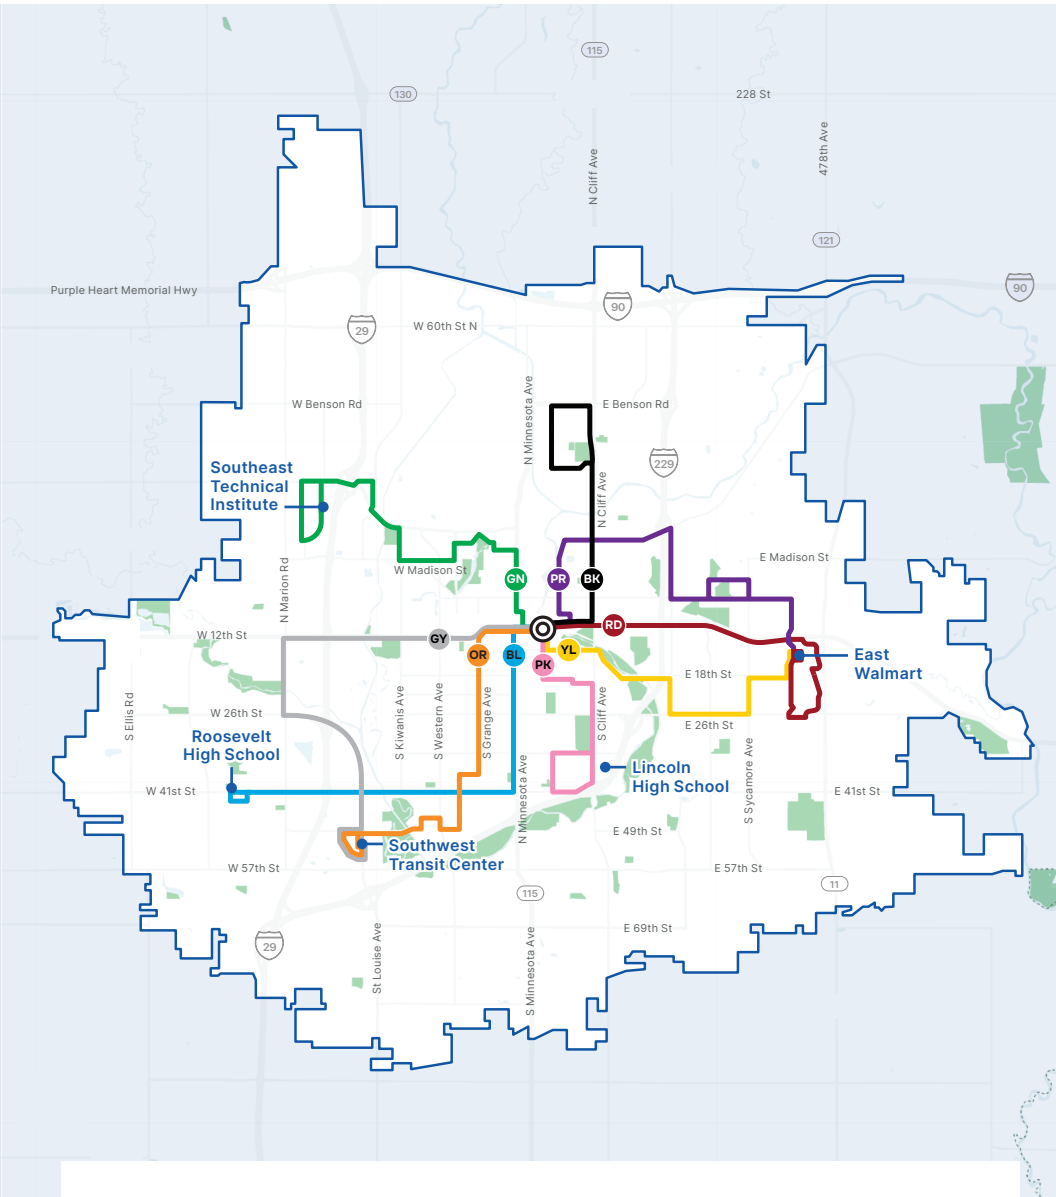 115
130
228 St
478th Ave
N Cliff Ave
121
Purple Heart Memorial Hwy
90
90
29
W 60th St N
N Minnesota Ave
W Benson Rd
E Benson Rd
229
Southeast
Technical
Institute
N Cliff Ave
E Madison St
N Marion Rd
W Madison St
GN
PR
BK
RD
W 12th St
GY
OR
BL
YL
PK
East
Walmart
E 18th St
S Ellis Rd
W 26th St
S Kiwanis Ave
S Western Ave
S Grange Ave
S Cliff Ave
E 26th St
Roosevelt
High School
S Sycamore Ave
Lincoln
High School
W 41st St
N Minnesota Ave
E 41st St
E 49th St
Southwest
Transit Center
W 57th St
E 57th St
115
11
29
St Louise Ave
S Minnesota Ave
E 69th St